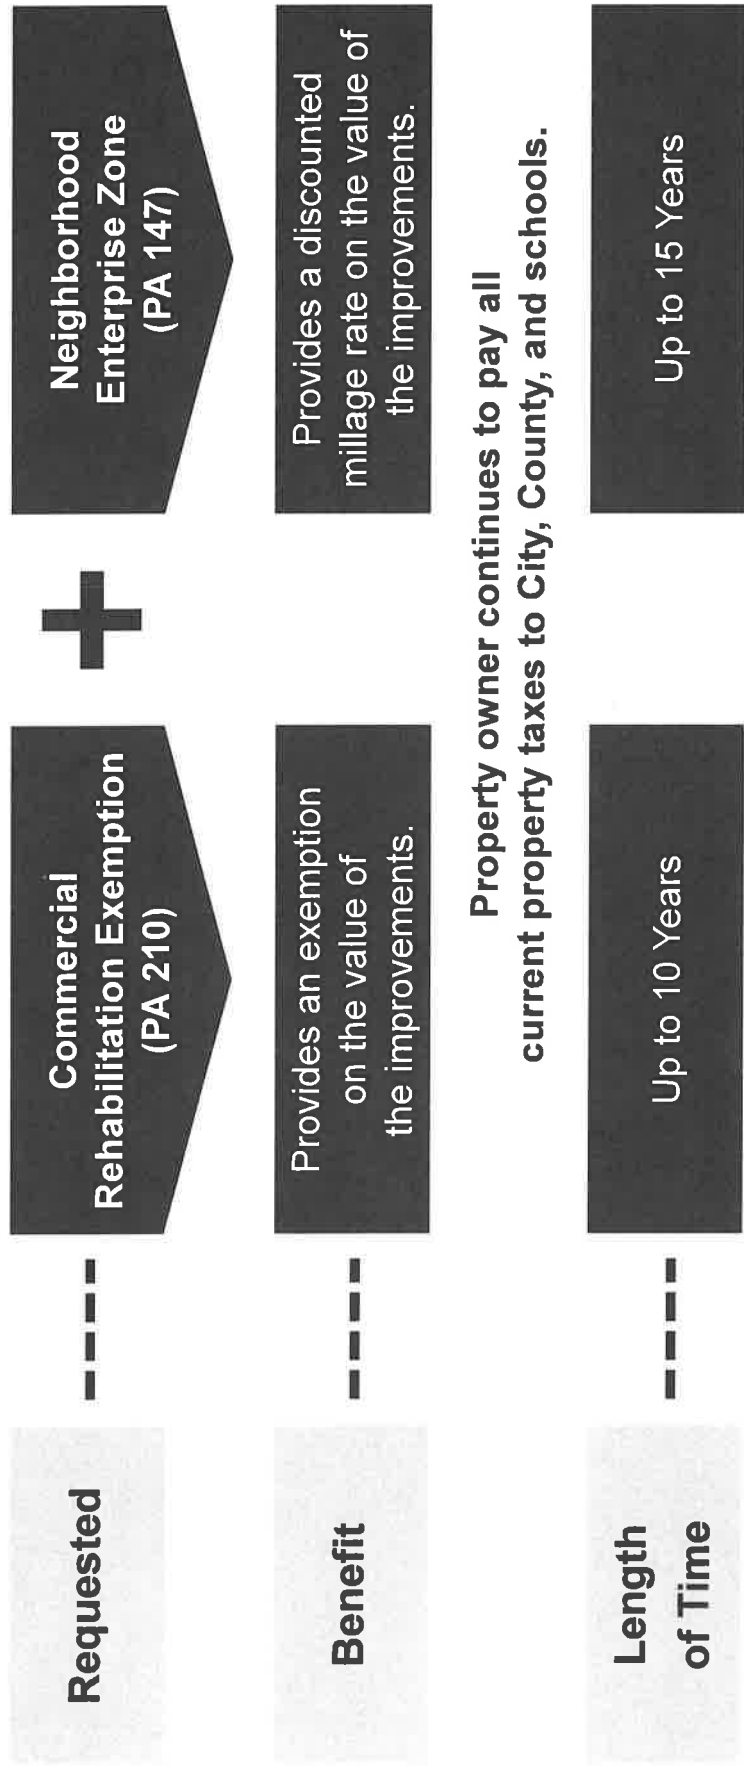 Requested
Commercial
Rehabilitation Exemption
(PA 210)
+
Neighborhood
Enterprise Zone
(PA 147)
Benefit
Provides an exemption
on the value of
the improvements.
Provides a discounted
millage rate on the value of
the improvements.
Property owner continues to pay all
current property taxes to City, County, and schools.
Length
of Time
Up to 10 Years
Up to 15 Years